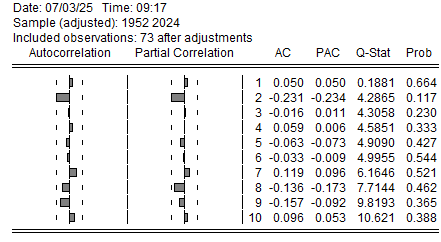 Date: 07/03/25 Time: 09:17
Sample (adjusted): 1952 2024
Included observations: 73 after adjustments
Autocorrelation Partial Correlation AC PAC Q-Stat Prob
1 0.050 0.050 0.1881 0.664
2 -0.231 -0.234 4.2865 0.117
3 -0.016 0.011 4.3058 0.230
4 0.059 0.006 4.5851 0.333
5 -0.063 -0.073 4.9090 0.427
6 -0.033 -0.009 4.9955 0.544
7 0.119 0.096 6.1646 0.521
8 -0.136 -0.173 7.7144 0.462
9 -0.157 -0.092 9.8193 0.365
10 0.096 0.053 10.621 0.388